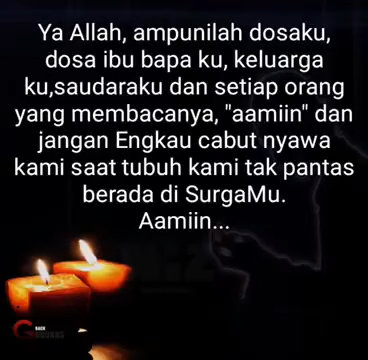 Ya Allah, ampunilah dosaku,
dosa ibu bapa ku, keluarga
ku,saudaraku dan setiap orang
yang membacanya, "aamiin" dan
jangan Engkau cabut nyawa
kami saat tubuh kami tak pantas
berada di SurgaMu.
Aamiin...